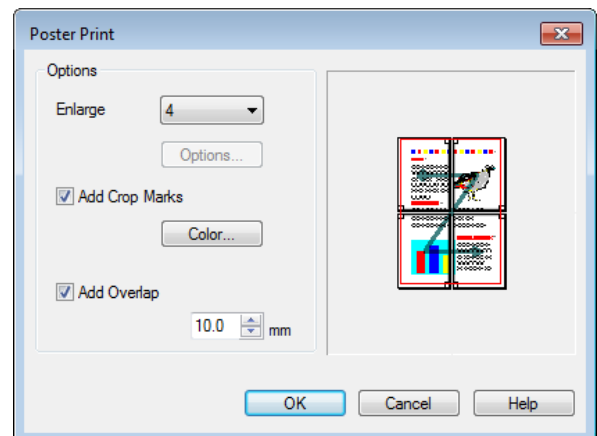 Poster Print
Options
Enlarge
4
Options...
Add Crop Marks
Color...
Add Overlap
10.0 mm
OK Cancel Help